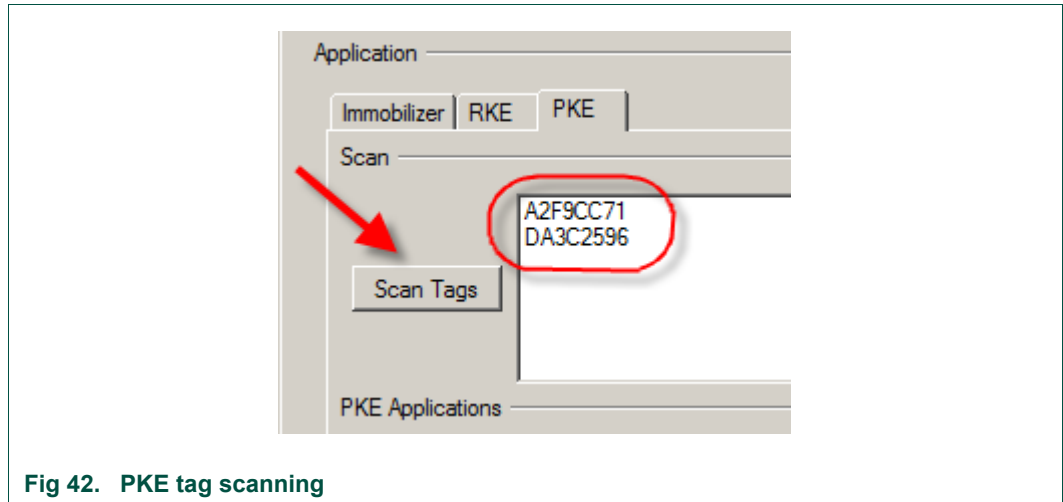 Application
Immobilizer RKE PKE
Scan
A2F9CC71
DA3C2596
Scan Tags
PKE Applications
Fig 42. PKE tag scanning